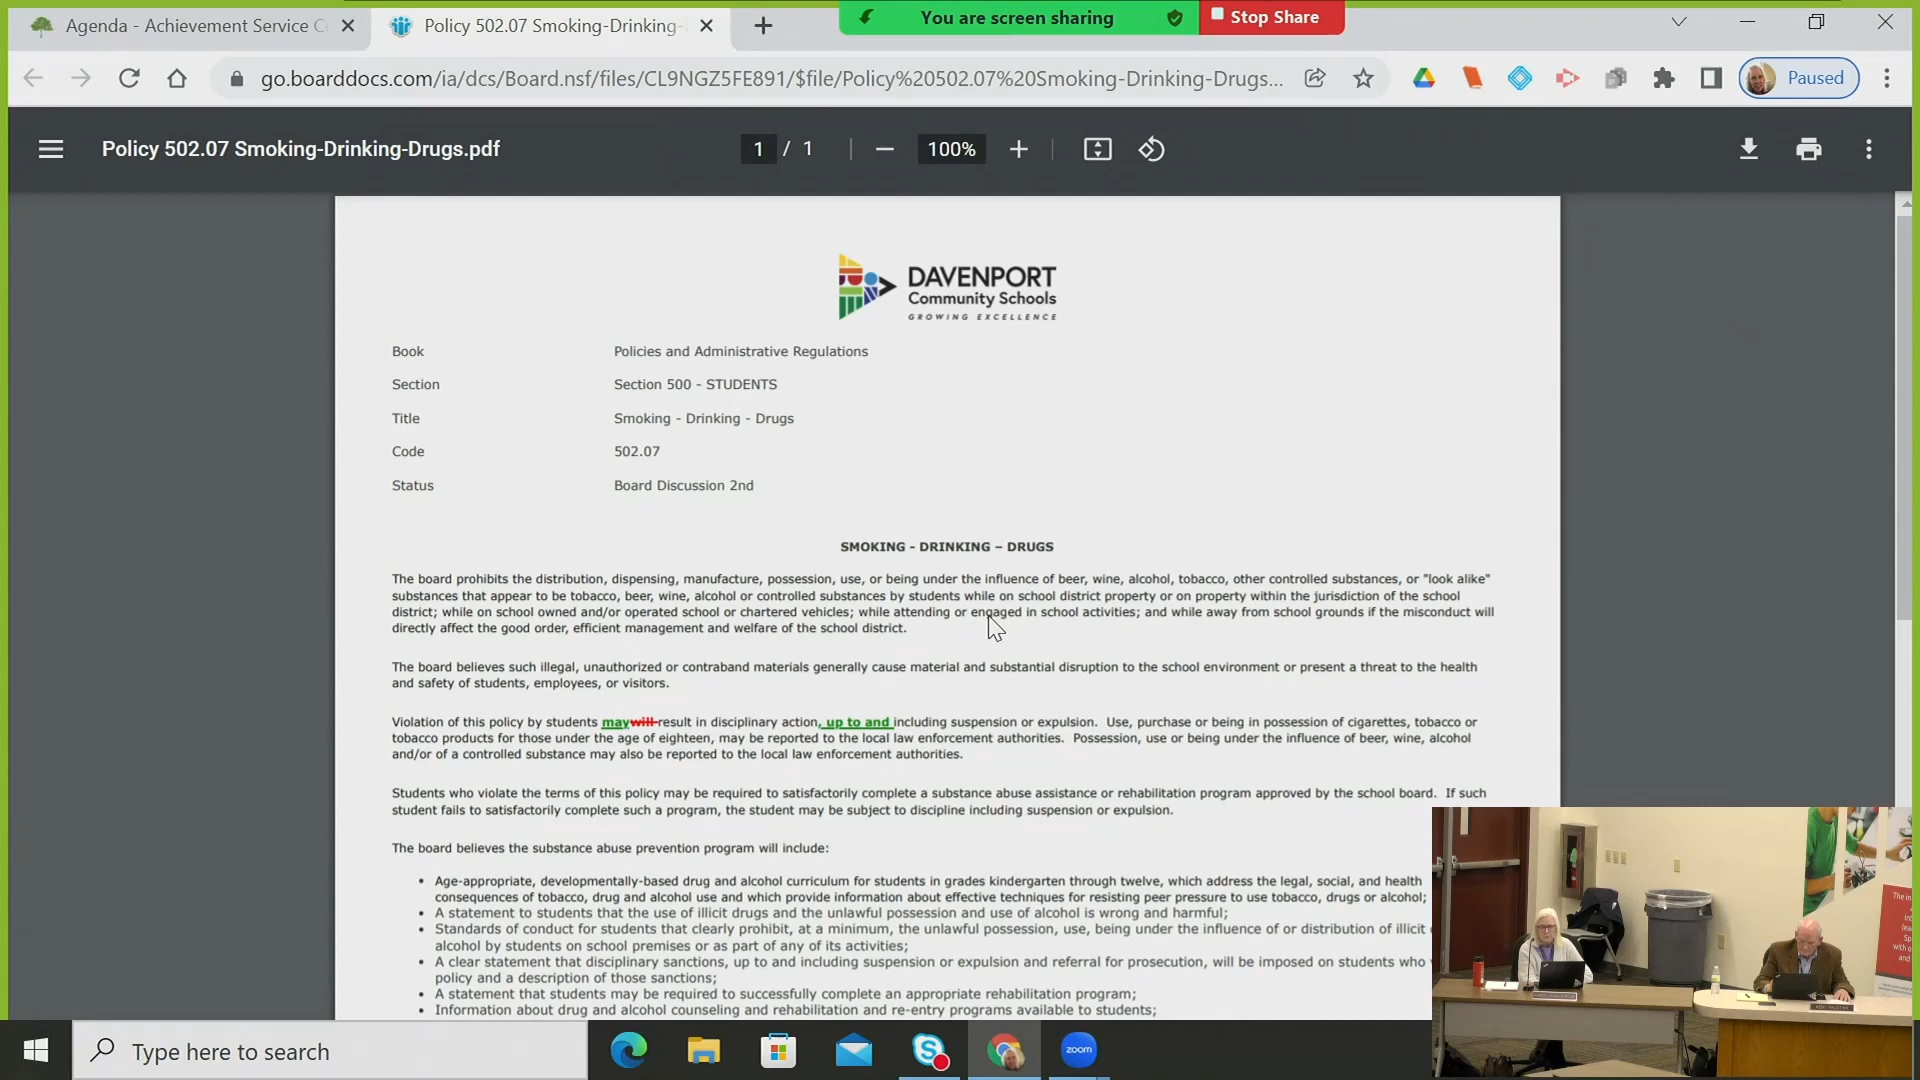 Agenda - Achievement Service C
Policy 502.07 Smoking-Drinking-
You are screen sharing
Stop Share
go.boarddocs.com/ia/dcs/Board.nsf/files/CL9NGZ5FE891/$file/Policy%20502.07%20Smoking-Drinking-Drugs...
Paused
Policy 502.07 Smoking-Drinking-Drugs.pdf
1 / 1
100%
DAVENPORT
Community Schools
GROWING EXCELLENCE
Book Policies and Administrative Regulations
Section Section 500 - STUDENTS
Title Smoking - Drinking - Drugs
Code 502.07
Status Board Discussion 2nd
SMOKING - DRINKING – DRUGS
The board prohibits the distribution, dispensing, manufacture, possession, use, or being under the influence of beer, wine, alcohol, tobacco, other controlled substances, or "look alike"
substances that appear to be tobacco, beer, wine, alcohol or controlled substances by students while on school district property or on property within the jurisdiction of the school
district; while on school owned and/or operated school or chartered vehicles; while attending or engaged in school activities; and while away from school grounds if the misconduct will
directly affect the good order, efficient management and welfare of the school district.
The board believes such illegal, unauthorized or contraband materials generally cause material and substantial disruption to the school environment or present a threat to the health
and safety of students, employees, or visitors.
Violation of this policy by students maywill result in disciplinary action, up to and including suspension or expulsion.  Use, purchase or being in possession of cigarettes, tobacco or
tobacco products for those under the age of eighteen, may be reported to the local law enforcement authorities.  Possession, use or being under the influence of beer, wine, alcohol
and/or of a controlled substance may also be reported to the local law enforcement authorities.
Students who violate the terms of this policy may be required to satisfactorily complete a substance abuse assistance or rehabilitation program approved by the school board.  If such
student fails to satisfactorily complete such a program, the student may be subject to discipline including suspension or expulsion.
The board believes the substance abuse prevention program will include:
• Age-appropriate, developmentally-based drug and alcohol curriculum for students in grades kindergarten through twelve, which address the legal, social, and health
consequences of tobacco, drug and alcohol use and which provide information about effective techniques for resisting peer pressure to use tobacco, drugs or alcohol;
• A statement to students that the use of illicit drugs and the unlawful possession and use of alcohol is wrong and harmful;
• Standards of conduct for students that clearly prohibit, at a minimum, the unlawful possession, use, being under the influence of or distribution of illicit
alcohol by students on school premises or as part of any of its activities;
• A clear statement that disciplinary sanctions, up to and including suspension or expulsion and referral for prosecution, will be imposed on students who
policy and a description of those sanctions;
• A statement that students may be required to successfully complete an appropriate rehabilitation program;
• Information about drug and alcohol counseling and rehabilitation and re-entry programs available to students;
Type here to search
zoom